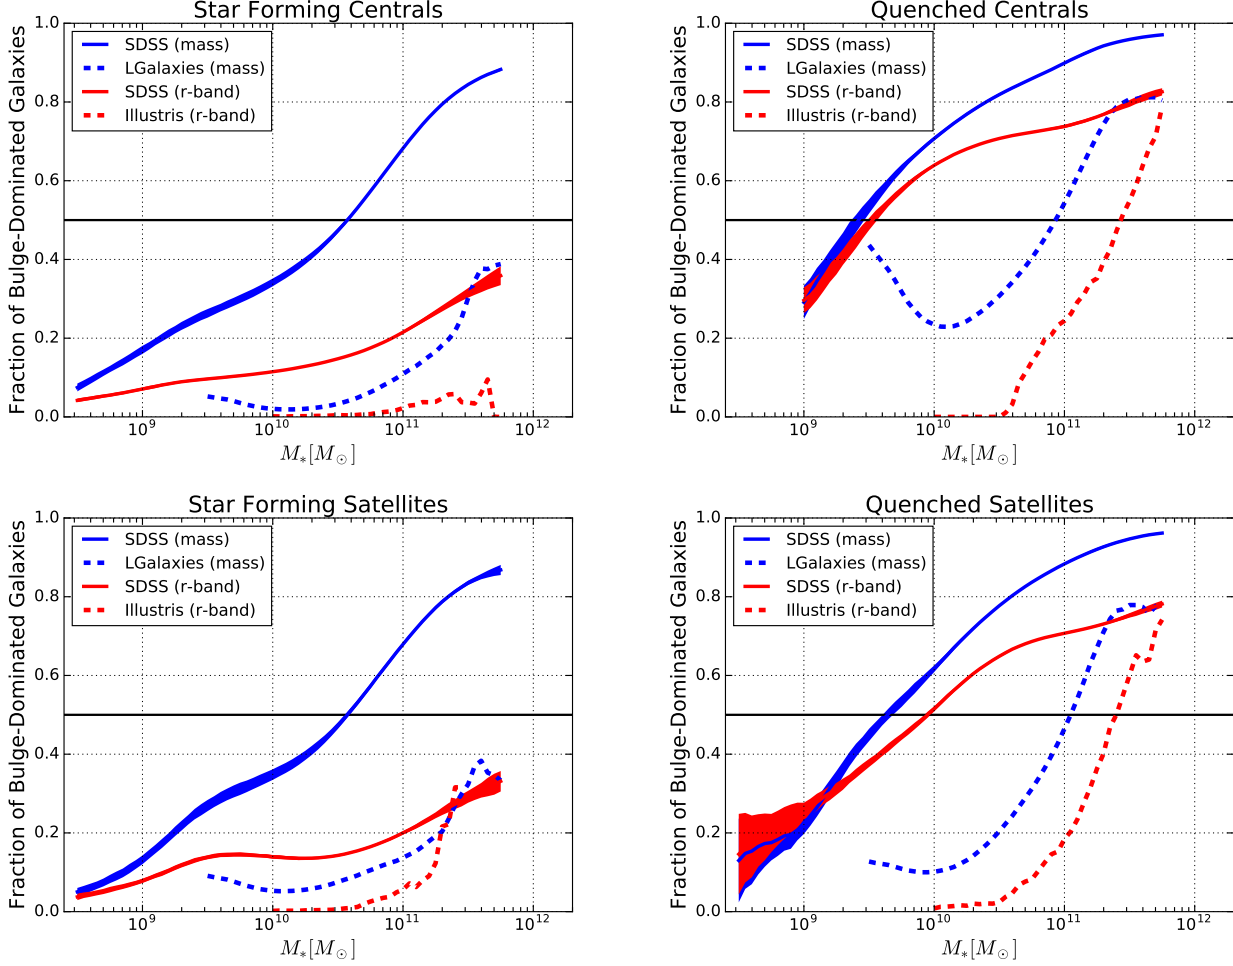 Star Forming Centrals
Fraction of Bulge-Dominated Galaxies
1.0
0.8
0.6
0.4
0.2
0.0
SDSS (mass)
LGalaxies (mass)
SDSS (r-band)
Illustris (r-band)
10⁹ 10¹⁰ 10¹¹ 10¹²
M* [M⊙]
Quenched Centrals
Fraction of Bulge-Dominated Galaxies
1.0
0.8
0.6
0.4
0.2
0.0
SDSS (mass)
LGalaxies (mass)
SDSS (r-band)
Illustris (r-band)
10⁹ 10¹⁰ 10¹¹ 10¹²
M* [M⊙]
Star Forming Satellites
Fraction of Bulge-Dominated Galaxies
1.0
0.8
0.6
0.4
0.2
0.0
SDSS (mass)
LGalaxies (mass)
SDSS (r-band)
Illustris (r-band)
10⁹ 10¹⁰ 10¹¹ 10¹²
M* [M⊙]
Quenched Satellites
Fraction of Bulge-Dominated Galaxies
1.0
0.8
0.6
0.4
0.2
0.0
SDSS (mass)
LGalaxies (mass)
SDSS (r-band)
Illustris (r-band)
10⁹ 10¹⁰ 10¹¹ 10¹²
M* [M⊙]